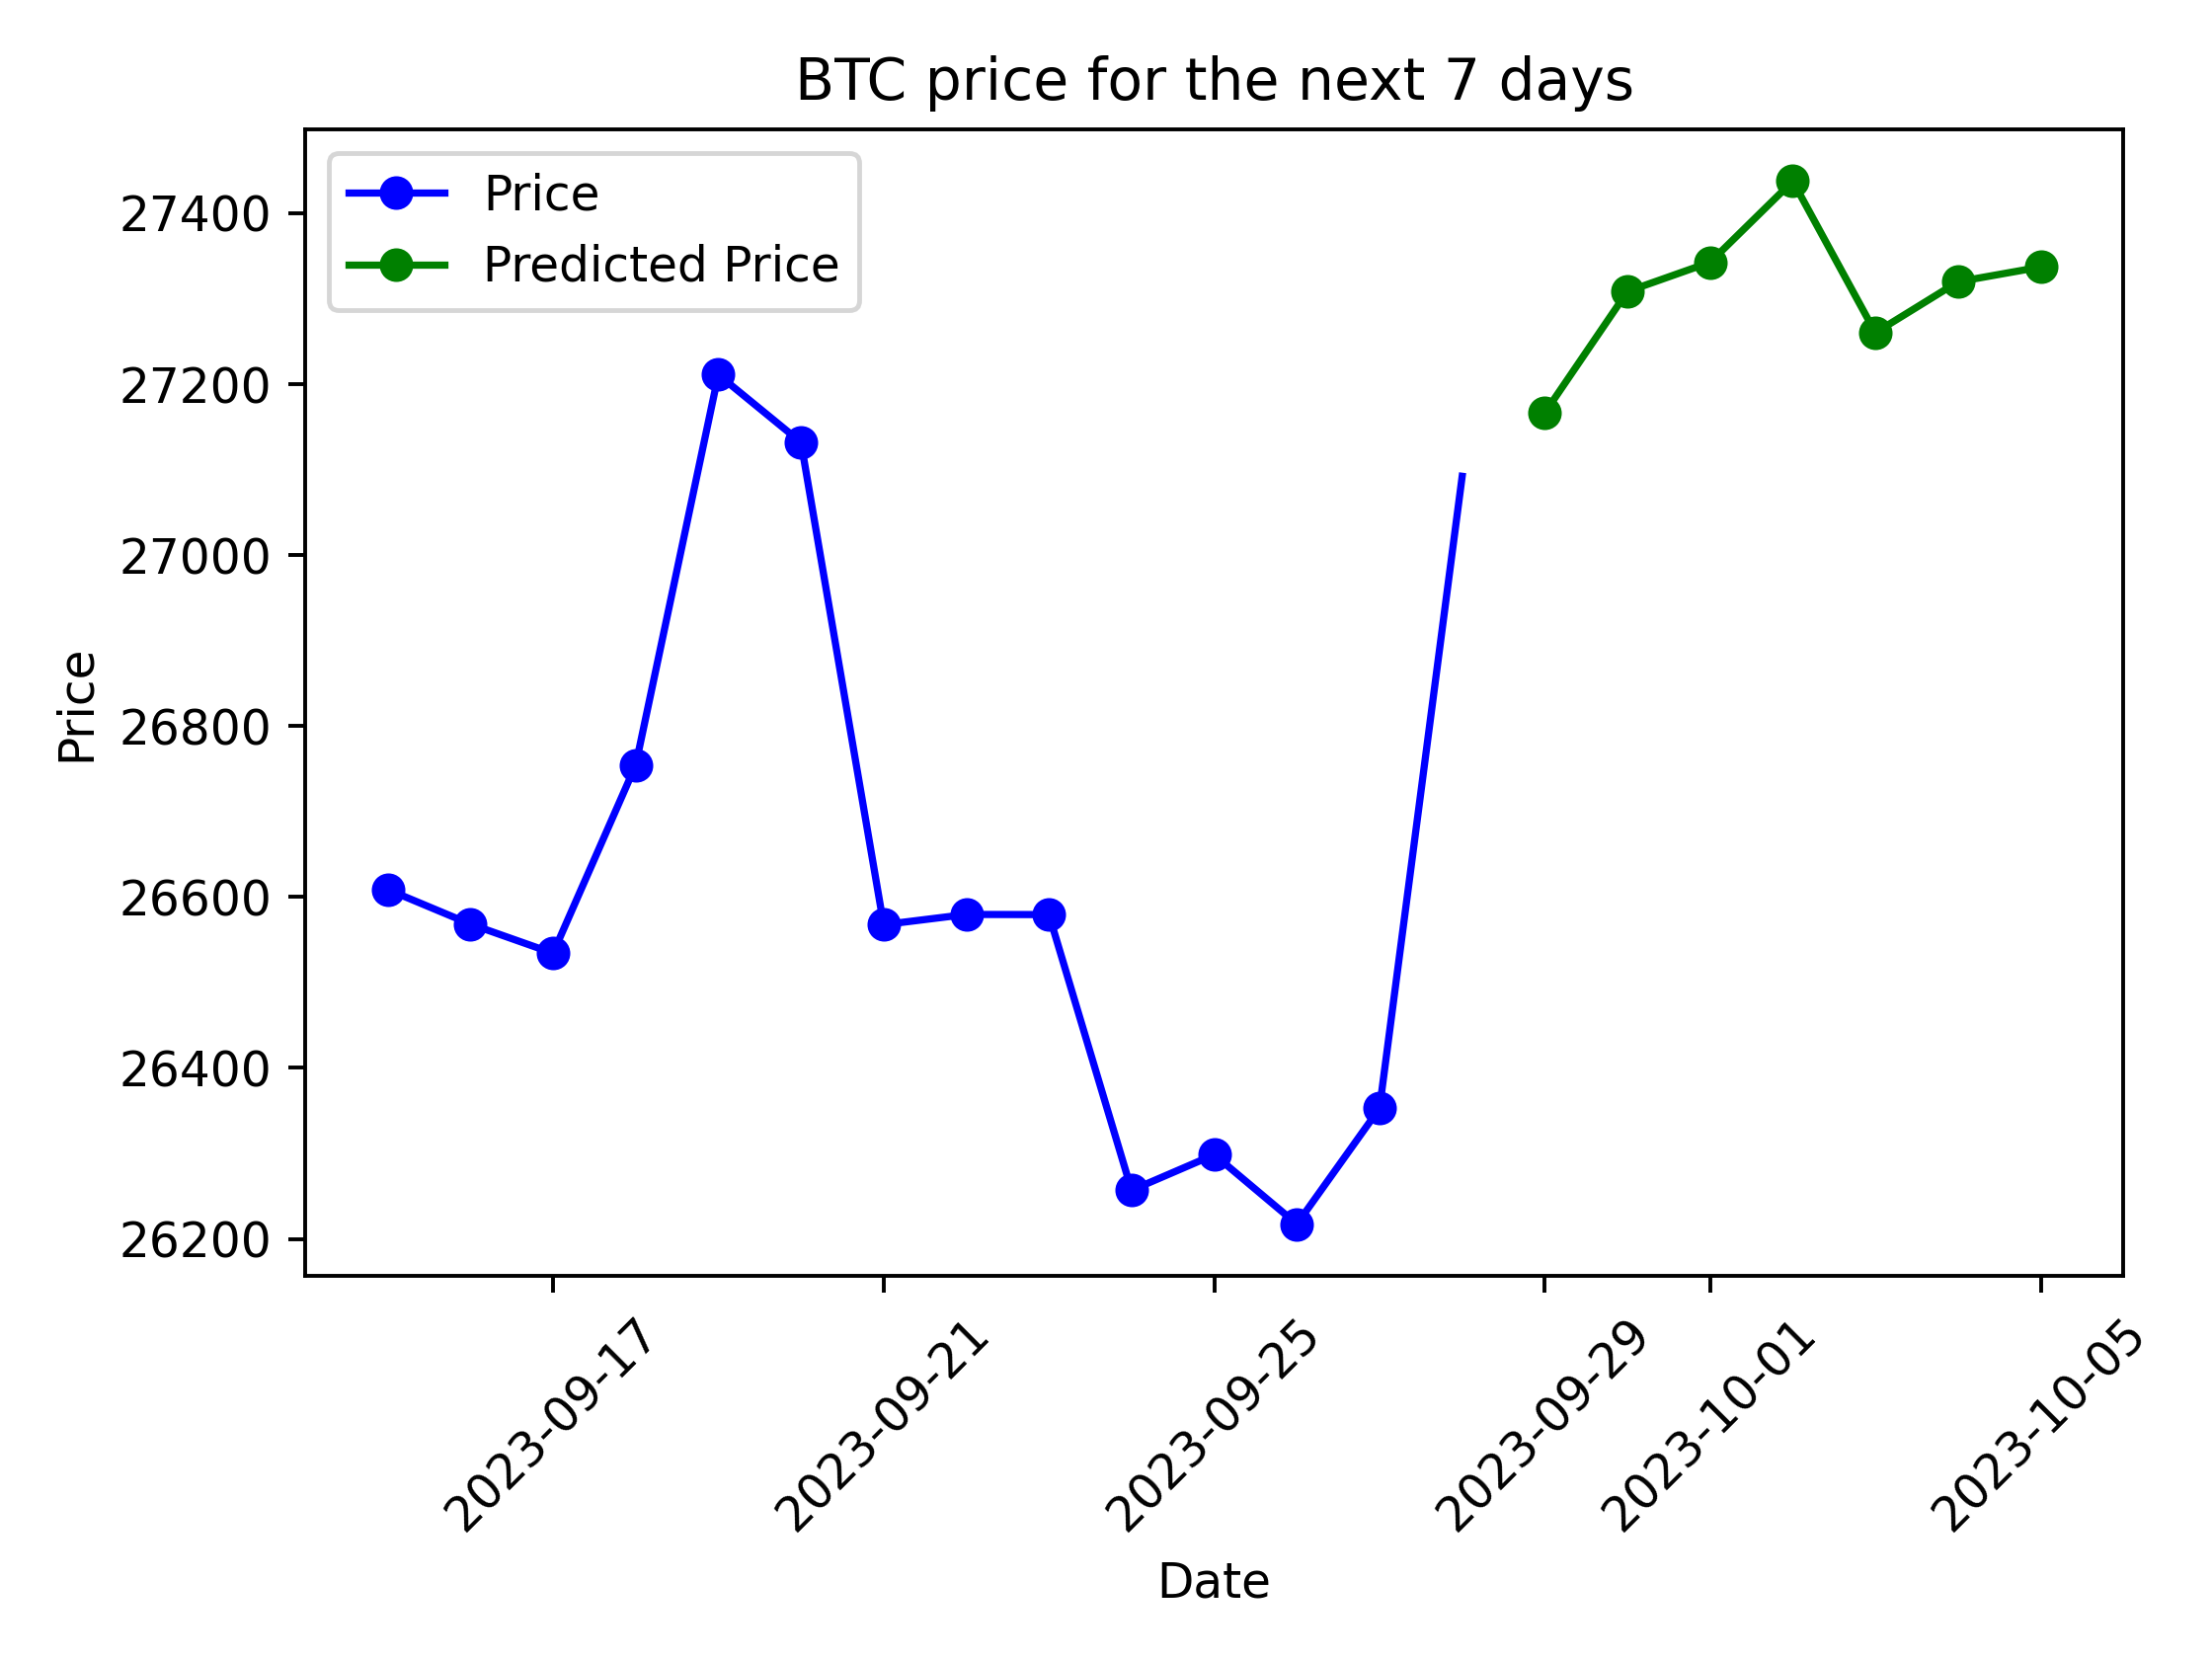 BTC price for the next 7 days
Price
Predicted Price
27400
27200
27000
26800
26600
26400
26200
Price
2023-09-17
2023-09-21
2023-09-25
2023-09-29
2023-10-01
2023-10-05
Date